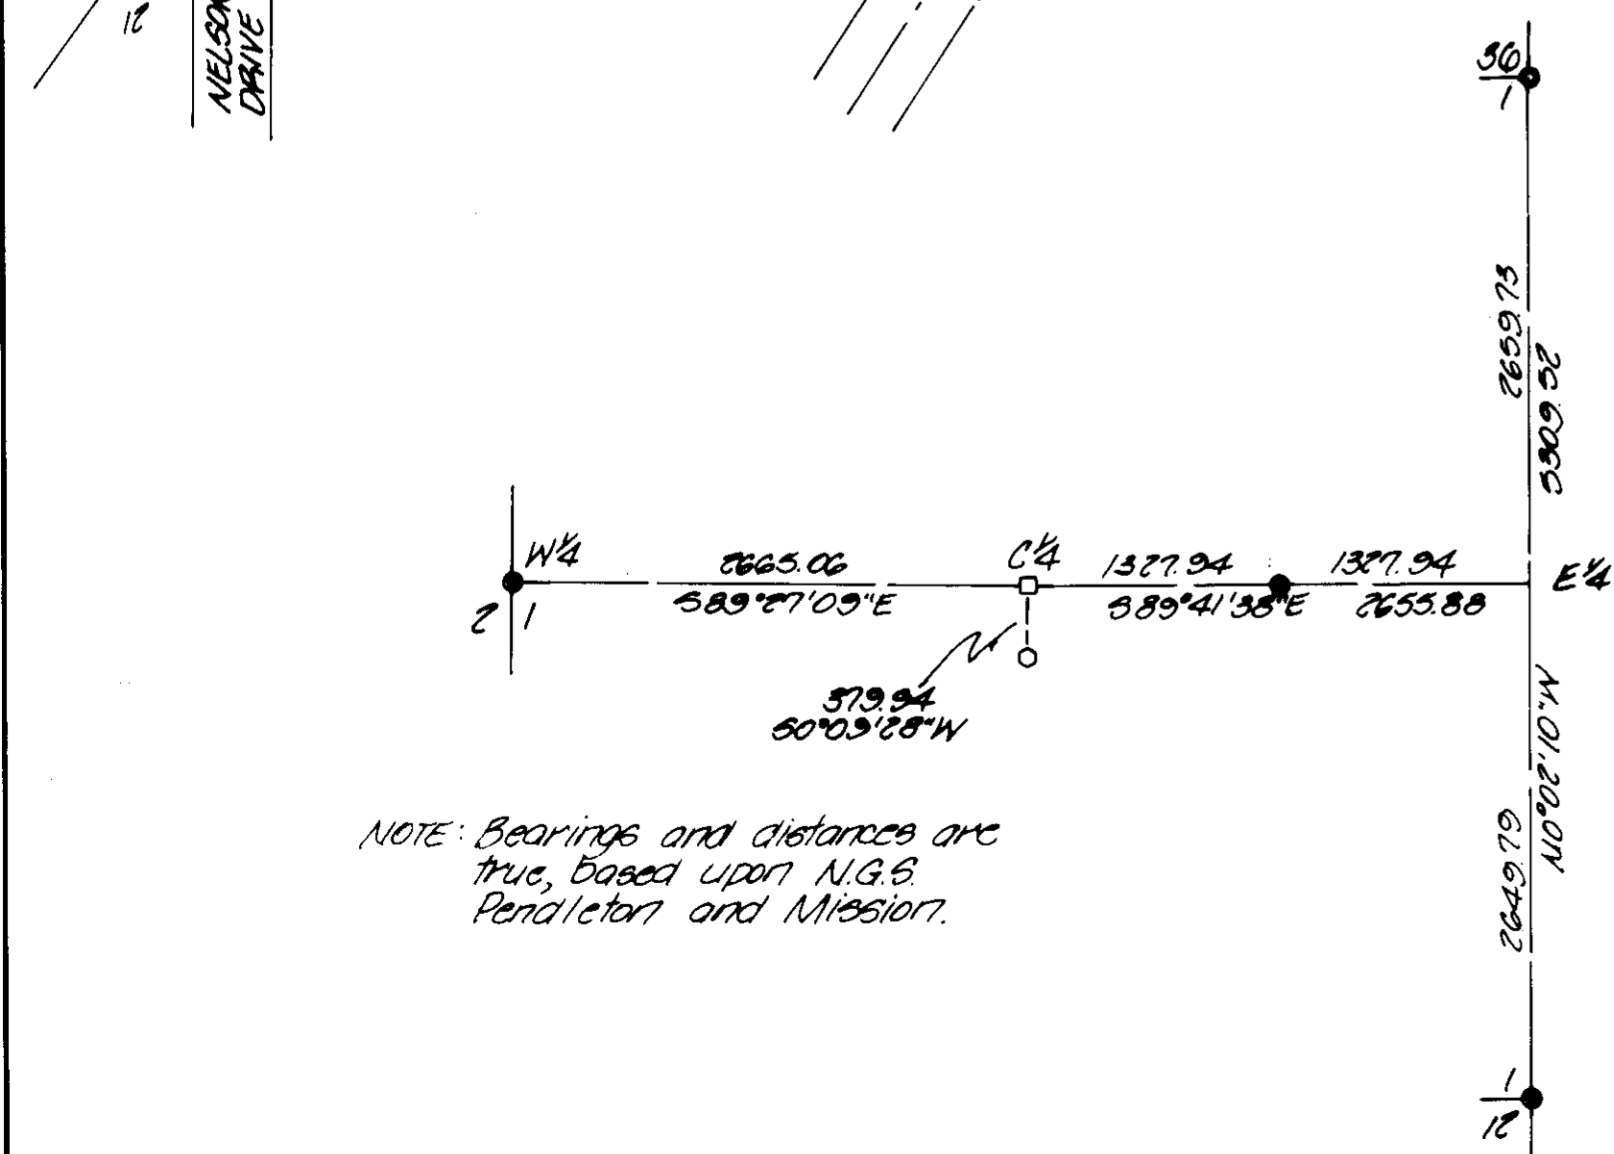 12
NELSON
DRIVE
36
1
2659.73
5309.52
W¼
2665.06
C¼
1327.94
1327.94
E¼
2 1
S89°27'09"E
S89°41'38"E
2655.88
379.94
S0°09'28"W
N0°02'10"W
2649.79
NOTE: Bearings and distances are
true, based upon N.G.S.
Pendleton and Mission.
1
12